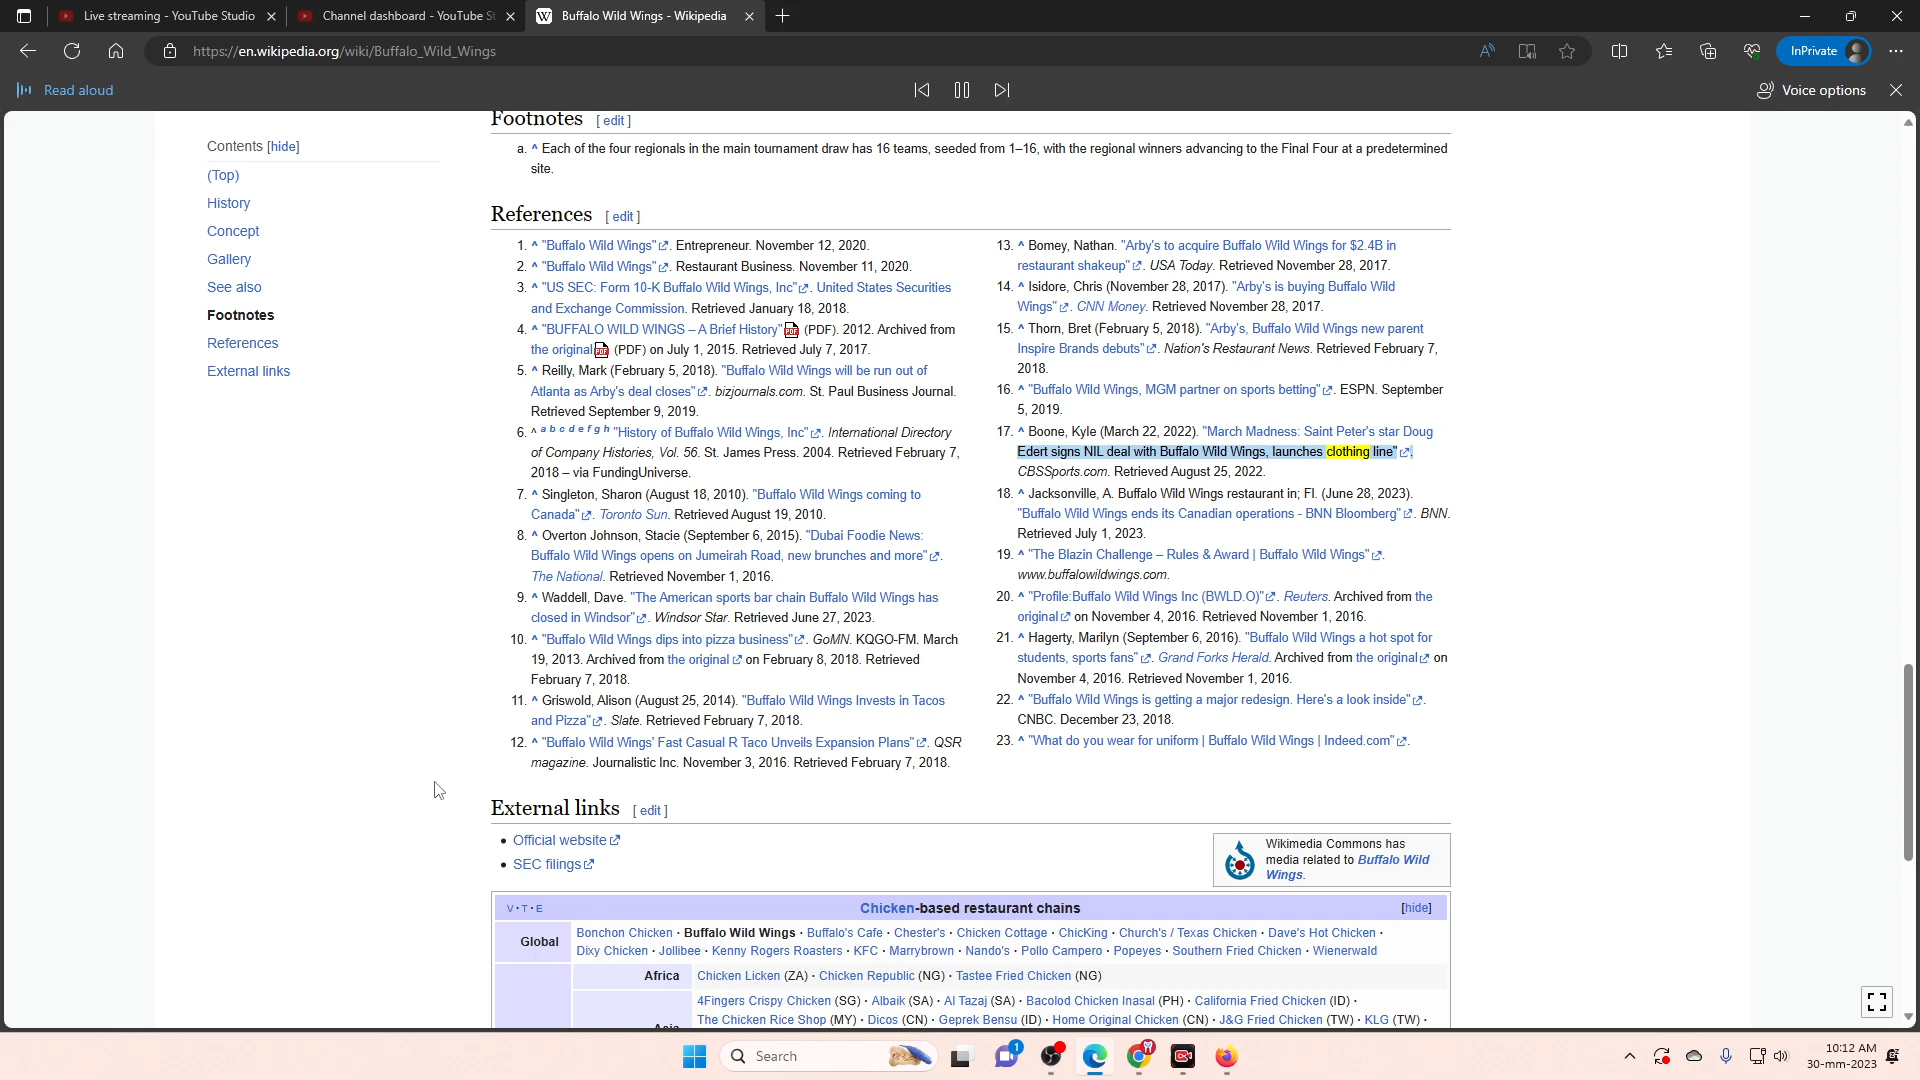 Live streaming - YouTube Studio
Channel dashboard - YouTube St
Buffalo Wild Wings - Wikipedia
https://en.wikipedia.org/wiki/Buffalo_Wild_Wings
InPrivate
Read aloud
Voice options
Contents [hide]
(Top)
History
Concept
Gallery
See also
Footnotes
References
External links
Footnotes [ edit ]
a. ^ Each of the four regionals in the main tournament draw has 16 teams, seeded from 1–16, with the regional winners advancing to the Final Four at a predetermined
site.
References [ edit ]
1. ^ "Buffalo Wild Wings". Entrepreneur. November 12, 2020.
2. ^ "Buffalo Wild Wings". Restaurant Business. November 11, 2020.
3. ^ "US SEC: Form 10-K Buffalo Wild Wings, Inc". United States Securities
and Exchange Commission. Retrieved January 18, 2018.
4. ^ "BUFFALO WILD WINGS – A Brief History" (PDF). 2012. Archived from
the original (PDF) on July 1, 2015. Retrieved July 7, 2017.
5. ^ Reilly, Mark (February 5, 2018). "Buffalo Wild Wings will be run out of
Atlanta as Arby's deal closes". bizjournals.com. St. Paul Business Journal.
Retrieved September 9, 2019.
6. ^ a b c d e f g h "History of Buffalo Wild Wings, Inc". International Directory
of Company Histories, Vol. 56. St. James Press. 2004. Retrieved February 7,
2018 – via FundingUniverse.
7. ^ Singleton, Sharon (August 18, 2010). "Buffalo Wild Wings coming to
Canada". Toronto Sun. Retrieved August 19, 2010.
8. ^ Overton Johnson, Stacie (September 6, 2015). "Dubai Foodie News:
Buffalo Wild Wings opens on Jumeirah Road, new brunches and more".
The National. Retrieved November 1, 2016.
9. ^ Waddell, Dave. "The American sports bar chain Buffalo Wild Wings has
closed in Windsor". Windsor Star. Retrieved June 27, 2023.
10. ^ "Buffalo Wild Wings dips into pizza business". GoMN. KQGO-FM. March
19, 2013. Archived from the original on February 8, 2018. Retrieved
February 7, 2018.
11. ^ Griswold, Alison (August 25, 2014). "Buffalo Wild Wings Invests in Tacos
and Pizza". Slate. Retrieved February 7, 2018.
12. ^ "Buffalo Wild Wings' Fast Casual R Taco Unveils Expansion Plans". QSR
magazine. Journalistic Inc. November 3, 2016. Retrieved February 7, 2018.
13. ^ Bomey, Nathan. "Arby's to acquire Buffalo Wild Wings for $2.4B in
restaurant shakeup". USA Today. Retrieved November 28, 2017.
14. ^ Isidore, Chris (November 28, 2017). "Arby's is buying Buffalo Wild
Wings". CNN Money. Retrieved November 28, 2017.
15. ^ Thorn, Bret (February 5, 2018). "Arby's, Buffalo Wild Wings new parent
Inspire Brands debuts". Nation's Restaurant News. Retrieved February 7,
2018.
16. ^ "Buffalo Wild Wings, MGM partner on sports betting". ESPN. September
5, 2019.
17. ^ Boone, Kyle (March 22, 2022). "March Madness: Saint Peter's star Doug
Edert signs NIL deal with Buffalo Wild Wings, launches clothing line".
CBSSports.com. Retrieved August 25, 2022.
18. ^ Jacksonville, A. Buffalo Wild Wings restaurant in; Fl. (June 28, 2023).
"Buffalo Wild Wings ends its Canadian operations - BNN Bloomberg". BNN.
Retrieved July 1, 2023.
19. ^ "The Blazin Challenge – Rules & Award | Buffalo Wild Wings".
www.buffalowildwings.com.
20. ^ "Profile:Buffalo Wild Wings Inc (BWLD.O)". Reuters. Archived from the
original on November 4, 2016. Retrieved November 1, 2016.
21. ^ Hagerty, Marilyn (September 6, 2016). "Buffalo Wild Wings a hot spot for
students, sports fans". Grand Forks Herald. Archived from the original on
November 4, 2016. Retrieved November 1, 2016.
22. ^ "Buffalo Wild Wings is getting a major redesign. Here's a look inside".
CNBC. December 23, 2018.
23. ^ "What do you wear for uniform | Buffalo Wild Wings | Indeed.com".
External links [ edit ]
• Official website
• SEC filings
Wikimedia Commons has
media related to Buffalo Wild
Wings.
V·T·E Chicken-based restaurant chains [hide]
Global
Bonchon Chicken · Buffalo Wild Wings · Buffalo's Cafe · Chester's · Chicken Cottage · ChicKing · Church's / Texas Chicken · Dave's Hot Chicken ·
Dixy Chicken · Jollibee · Kenny Rogers Roasters · KFC · Marrybrown · Nando's · Pollo Campero · Popeyes · Southern Fried Chicken · Wienerwald
Africa Chicken Licken (ZA) · Chicken Republic (NG) · Tastee Fried Chicken (NG)
4Fingers Crispy Chicken (SG) · Albaik (SA) · Al Tazaj (SA) · Bacolod Chicken Inasal (PH) · California Fried Chicken (ID) ·
Asia The Chicken Rice Shop (MY) · Dicos (CN) · Geprek Bensu (ID) · Home Original Chicken (CN) · J&G Fried Chicken (TW) · KLG (TW) ·
Search
1
10:12 AM
30-mm-2023